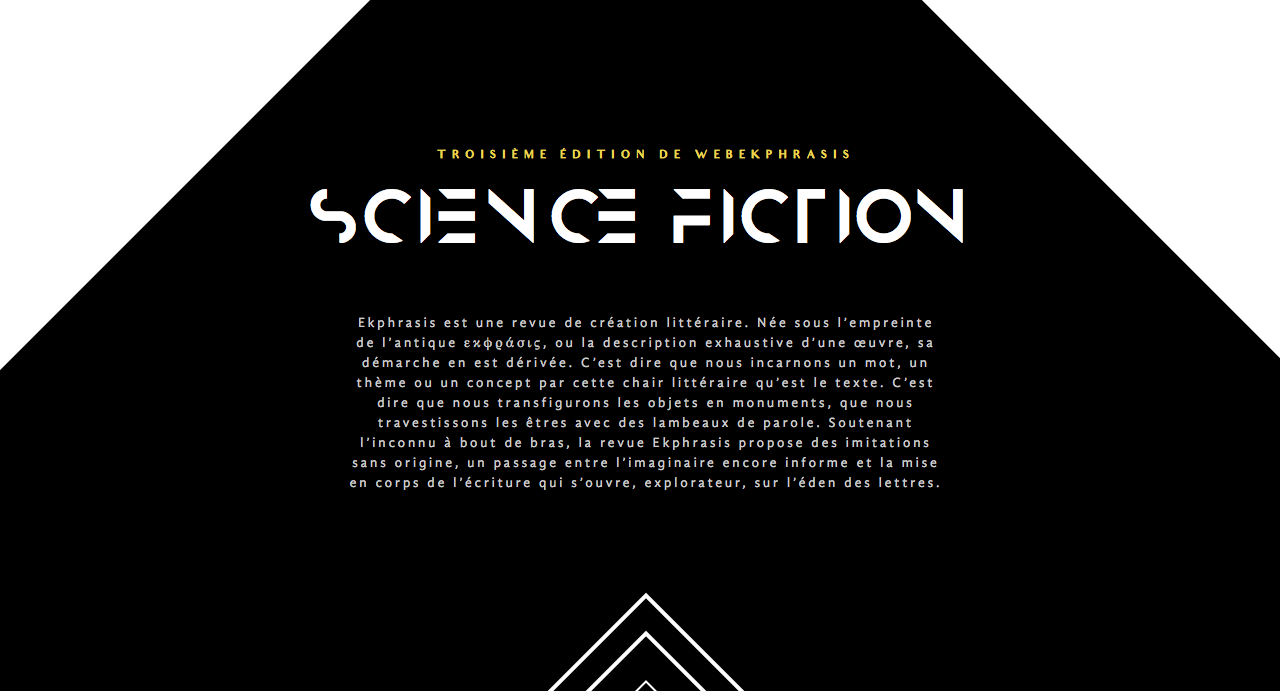 TROISIÈME ÉDITION DE WEBEKPHRASIS
SCIENCE FICTION
Ekphrasis est une revue de création littéraire. Née sous l’empreinte
de l’antique εκφράσις, ou la description exhaustive d’une œuvre, sa
démarche en est dérivée. C’est dire que nous incarnons un mot, un
thème ou un concept par cette chair littéraire qu’est le texte. C’est
dire que nous transfigurons les objets en monuments, que nous
travestissons les êtres avec des lambeaux de parole. Soutenant
l’inconnu à bout de bras, la revue Ekphrasis propose des imitations
sans origine, un passage entre l’imaginaire encore informe et la mise
en corps de l’écriture qui s’ouvre, explorateur, sur l’éden des lettres.